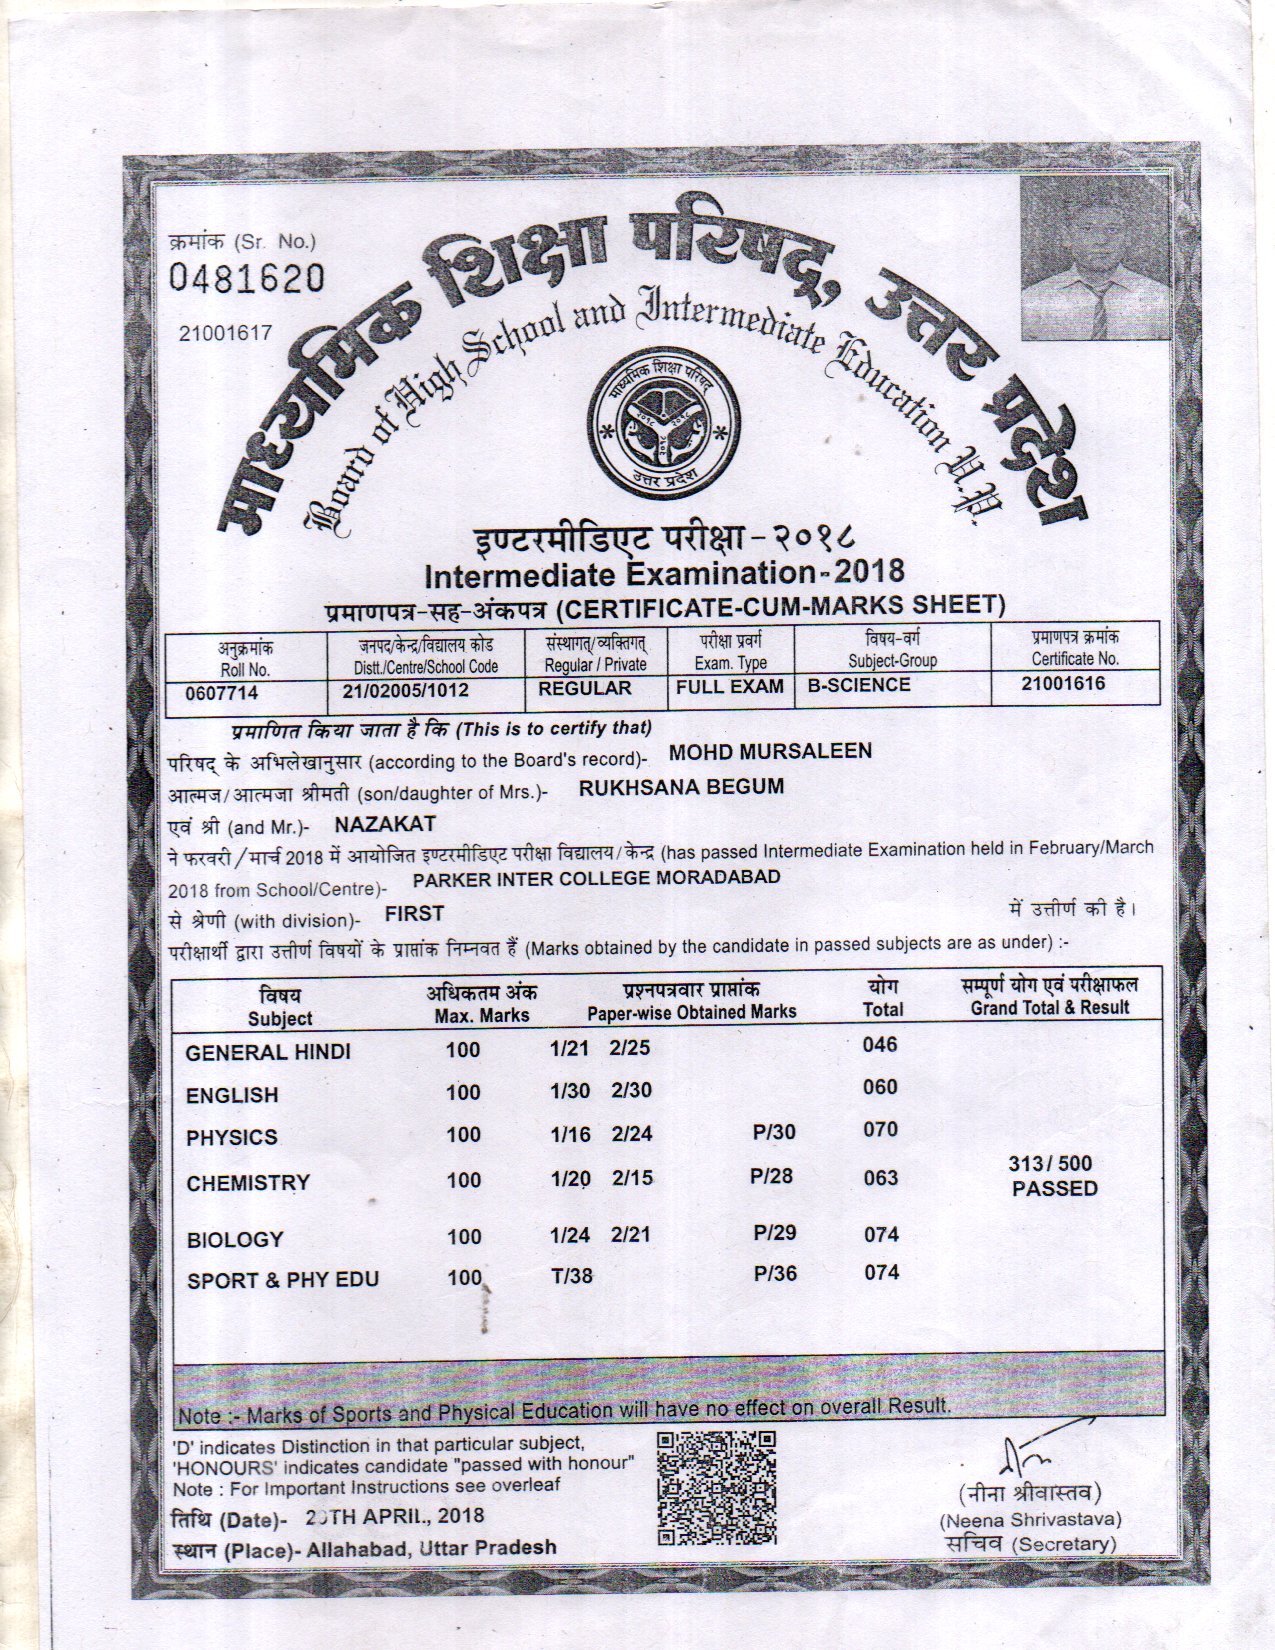 क्रमांक (Sr. No.)
0481620
21001617
माध्यमिक शिक्षा परिषद्, उत्तर प्रदेश
Board of High School and Intermediate Education U.P.
माध्यमिक शिक्षा परिषद्
२०१८ २०१८
२०१८
उत्तर प्रदेश
इण्टरमीडिएट परीक्षा-२०१८
Intermediate Examination-2018
प्रमाणपत्र-सह-अंकपत्र (CERTIFICATE-CUM-MARKS SHEET)
अनुक्रमांक जनपद/केन्द्र/विद्यालय कोड संस्थागत्/व्यक्तिगत् परीक्षा प्रवर्ग विषय-वर्ग प्रमाणपत्र क्रमांक
Roll No. Distt./Centre/School Code Regular / Private Exam. Type Subject-Group Certificate No.
0607714 21/02005/1012 REGULAR FULL EXAM B-SCIENCE 21001616
प्रमाणित किया जाता है कि (This is to certify that)
परिषद् के अभिलेखानुसार (according to the Board's record)- MOHD MURSALEEN
आत्मज/आत्मजा श्रीमती (son/daughter of Mrs.)- RUKHSANA BEGUM
एवं श्री (and Mr.)- NAZAKAT
ने फरवरी/मार्च 2018 में आयोजित इण्टरमीडिएट परीक्षा विद्यालय/केन्द्र (has passed Intermediate Examination held in February/March
2018 from School/Centre)- PARKER INTER COLLEGE MORADABAD
से श्रेणी (with division)- FIRST में उत्तीर्ण की है।
परीक्षार्थी द्वारा उत्तीर्ण विषयों के प्राप्तांक निम्नवत हैं (Marks obtained by the candidate in passed subjects are as under) :-
विषय अधिकतम अंक प्रश्नपत्रवार प्राप्तांक योग सम्पूर्ण योग एवं परीक्षाफल
Subject Max. Marks Paper-wise Obtained Marks Total Grand Total & Result
GENERAL HINDI 100 1/21 2/25 046
ENGLISH 100 1/30 2/30 060
PHYSICS 100 1/16 2/24 P/30 070
CHEMISTRY 100 1/20 2/15 P/28 063 313/ 500
PASSED
BIOLOGY 100 1/24 2/21 P/29 074
SPORT & PHY EDU 100 T/38 P/36 074
Note :- Marks of Sports and Physical Education will have no effect on overall Result.
'D' indicates Distinction in that particular subject,
'HONOURS' indicates candidate "passed with honour"
Note : For Important Instructions see overleaf
तिथि (Date)- APRIL, 2018
स्थान (Place)- Allahabad, Uttar Pradesh
(नीना श्रीवास्तव)
(Neena Shrivastava)
सचिव (Secretary)